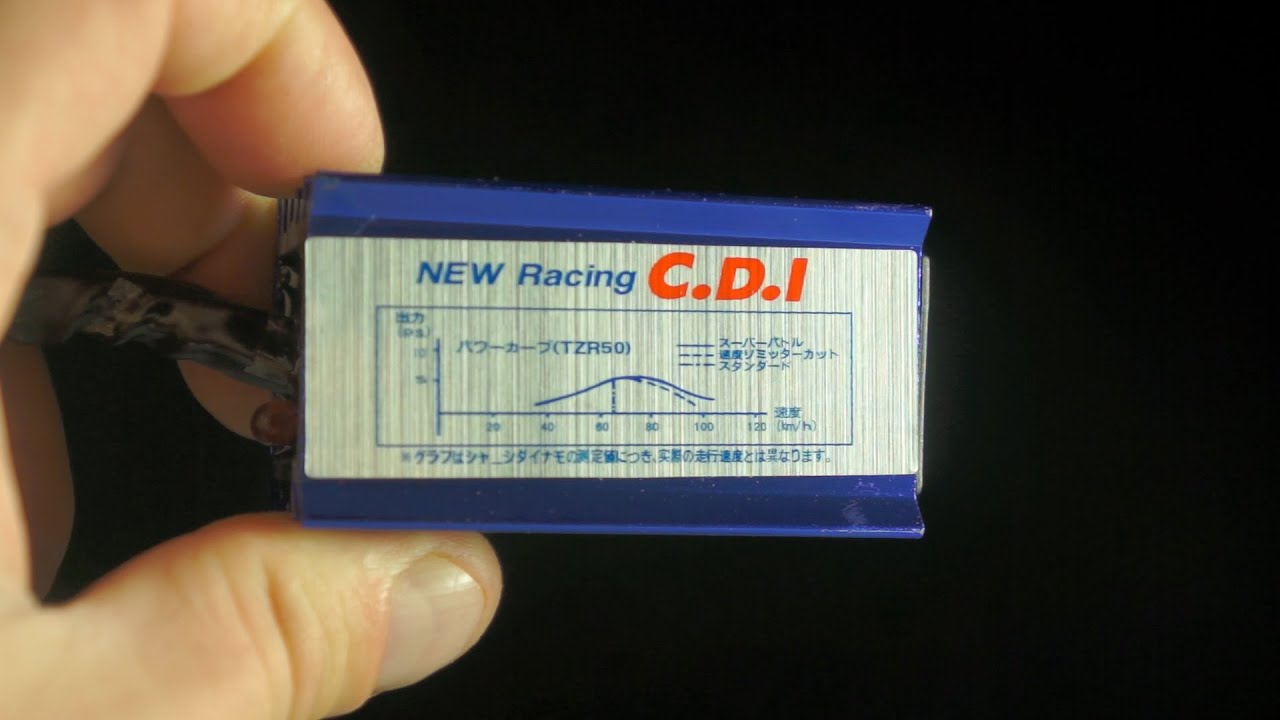 NEW Racing C.D.I
出力
(PS)
パワーカーブ(TZR50)
スーパーバトル
速度リミッターカット
スタンダード
10
5
20 40 60 80 100 120
速度
(km/h)
※グラフはシャーシダイナモの測定値につき、実際の走行速度とは異なります。